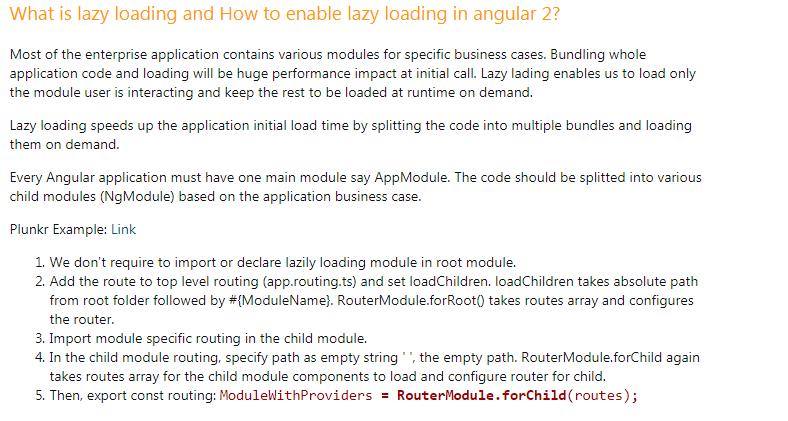 What is lazy loading and How to enable lazy loading in angular 2?
Most of the enterprise application contains various modules for specific business cases. Bundling whole
application code and loading will be huge performance impact at initial call. Lazy lading enables us to load only
the module user is interacting and keep the rest to be loaded at runtime on demand.
Lazy loading speeds up the application initial load time by splitting the code into multiple bundles and loading
them on demand.
Every Angular application must have one main module say AppModule. The code should be splitted into various
child modules (NgModule) based on the application business case.
Plunkr Example: Link
1. We don't require to import or declare lazily loading module in root module.
2. Add the route to top level routing (app.routing.ts) and set loadChildren. loadChildren takes absolute path
from root folder followed by #{ModuleName}. RouterModule.forRoot() takes routes array and configures
the router.
3. Import module specific routing in the child module.
4. In the child module routing, specify path as empty string ' ', the empty path. RouterModule.forChild again
takes routes array for the child module components to load and configure router for child.
5. Then, export const routing: ModuleWithProviders = RouterModule.forChild(routes);